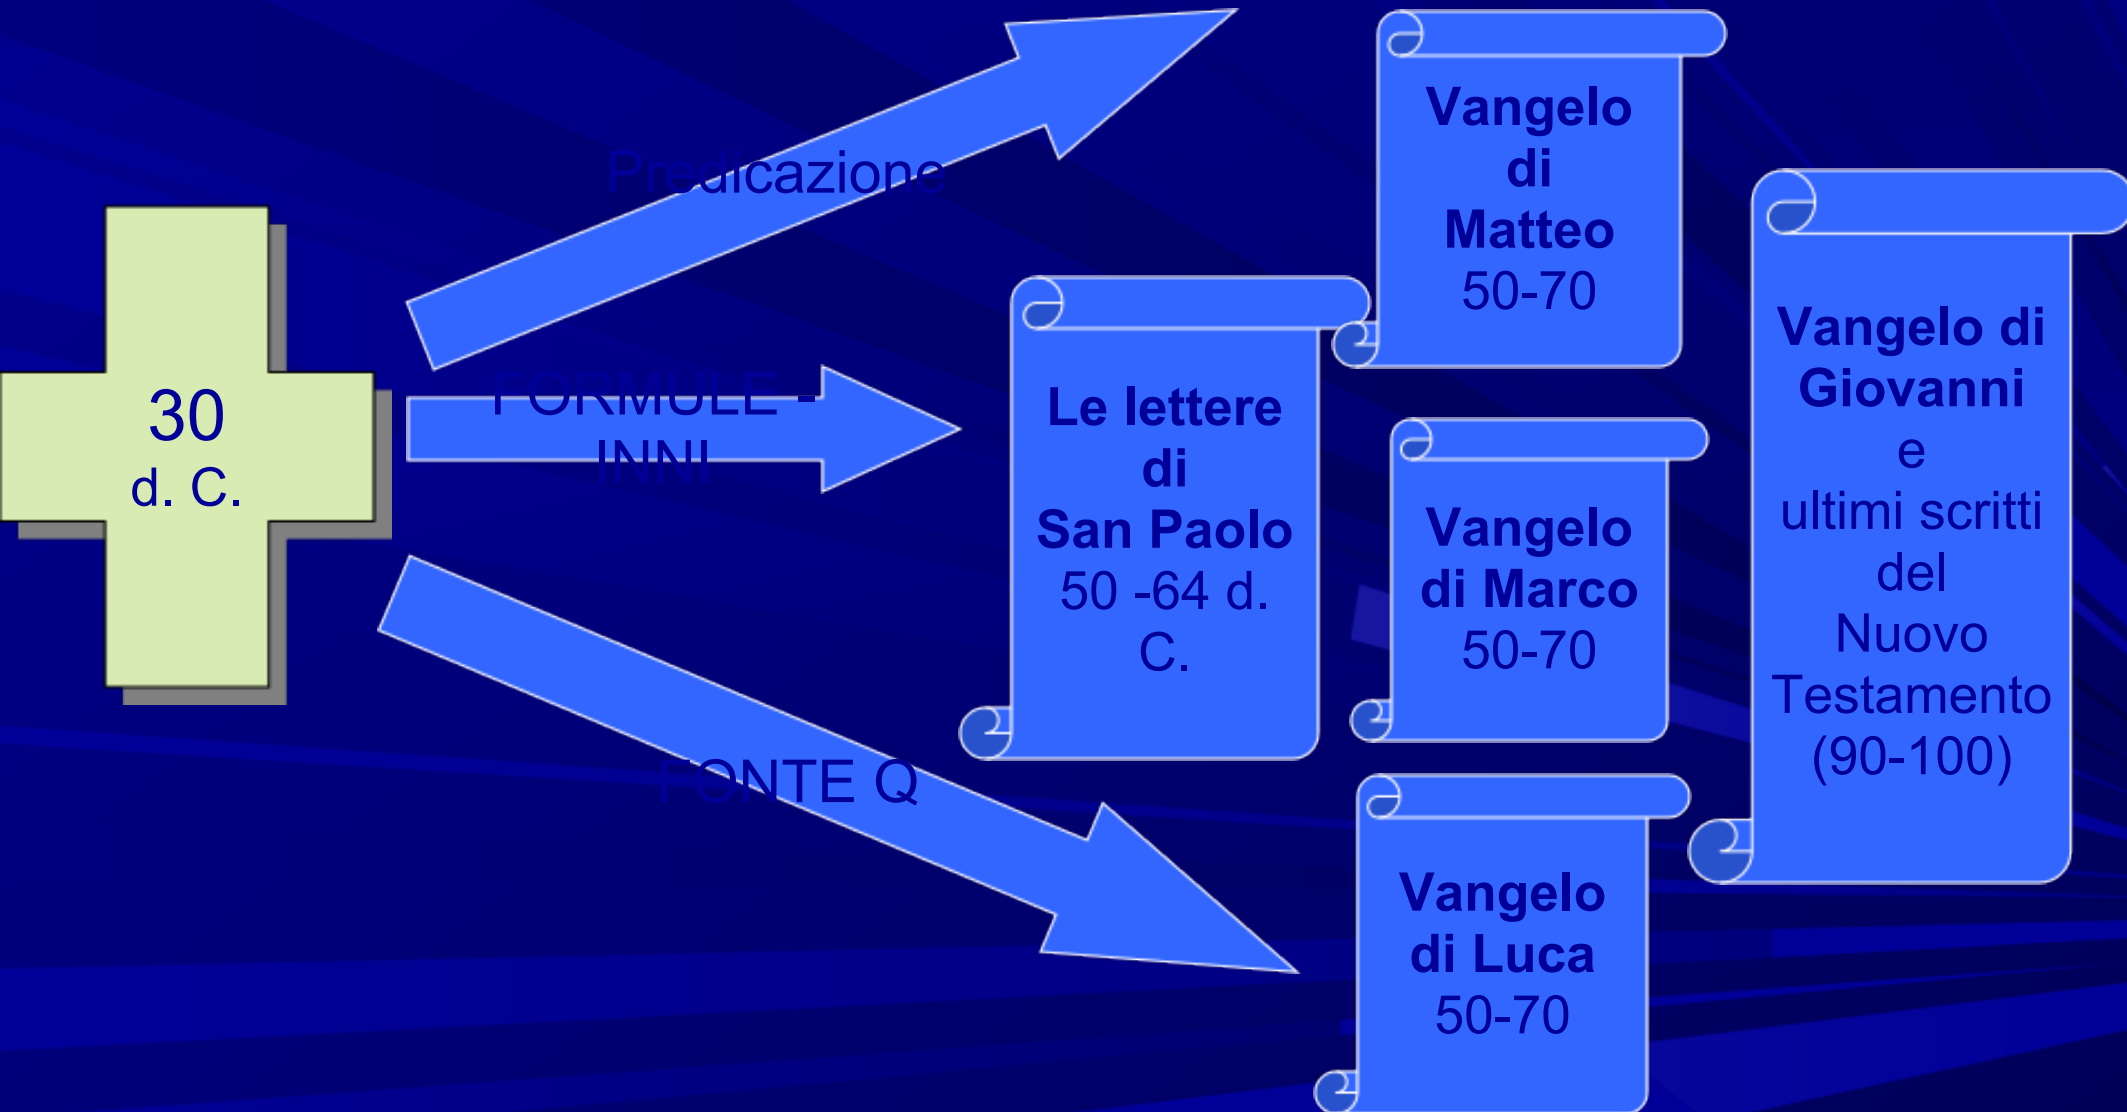 30
d. C.
Predicazione
FORMULE -
INNI
FONTE Q
Le lettere
di
San Paolo
50 -64 d.
C.
Vangelo
di
Matteo
50-70
Vangelo
di Marco
50-70
Vangelo
di Luca
50-70
Vangelo di
Giovanni
e
ultimi scritti
del
Nuovo
Testamento
(90-100)